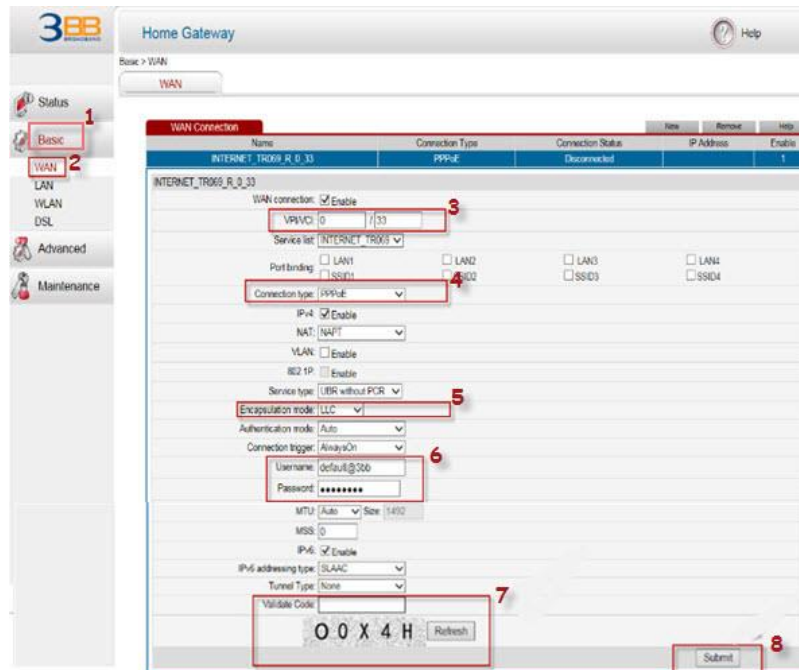 3BB
BROADBAND
Home Gateway
Help
Basic > WAN
WAN
Status
1
Basic
WAN
2
LAN
WLAN
DSL
Advanced
Maintenance
WAN Connection
New
Remove
Help
Name
Connection Type
Connection Status
IP Address
Enable
INTERNET_TR069_R_0_33
PPPoE
Disconnected
1
INTERNET_TR069_R_0_33
WAN connection: Enable
3
VPI/VCI: 0 / 33
Service list: INTERNET_TR069
Port binding:
LAN1 LAN2 LAN3 LAN4
SSID1 SSID2 SSID3 SSID4
4
Connection type: PPPoE
IPv4: Enable
NAT: NAPT
VLAN: Enable
802.1P: Enable
Service type: UBR without PCR
5
Encapsulation mode: LLC
Authentication mode: Auto
Connection trigger: AlwaysOn
6
Username: default@3bb
Password: ●●●●●●●●
MTU: Auto Size: 1492
MSS: 0
IPv6: Enable
IPv6 addressing type: SLAAC
Tunnel Type: None
7
Validate Code:
O 0 X 4 H Refresh
8
Submit